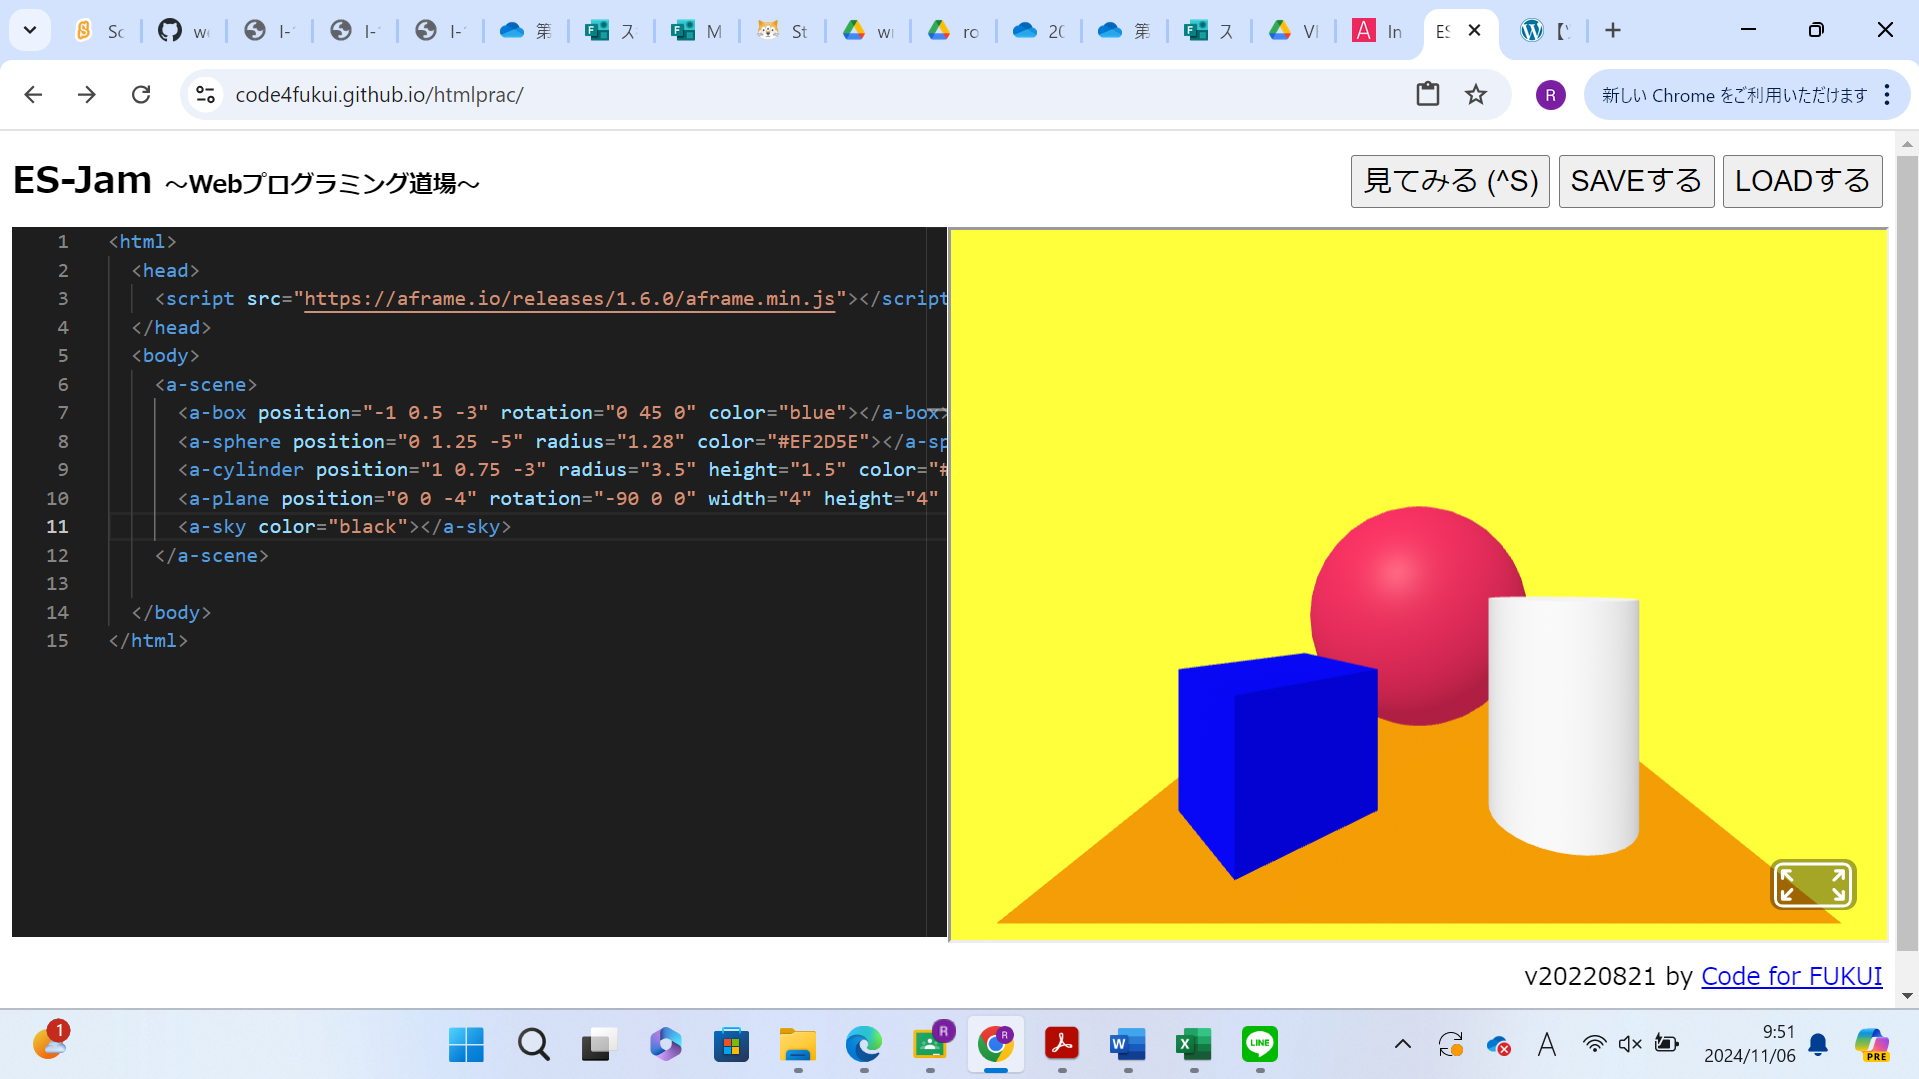 Sc
we
I-
I-
I-
第
ス
M
St
wi
ro
20
第
ス
VI
In
ES
code4fukui.github.io/htmlprac/
R
新しい Chrome をご利用いただけます
ES-Jam ～Webプログラミング道場～
見てみる (^S)
SAVEする
LOADする
1 <html>
2 <head>
3 <script src="https://aframe.io/releases/1.6.0/aframe.min.js"></script
4 </head>
5 <body>
6 <a-scene>
7 <a-box position="-1 0.5 -3" rotation="0 45 0" color="blue"></a-box>
8 <a-sphere position="0 1.25 -5" radius="1.28" color="#EF2D5E"></a-sp
9 <a-cylinder position="1 0.75 -3" radius="3.5" height="1.5" color="#
10 <a-plane position="0 0 -4" rotation="-90 0 0" width="4" height="4"
11 <a-sky color="black"></a-sky>
12 </a-scene>
13
14 </body>
15 </html>
v20220821 by Code for FUKUI
1
R
R
LINE
A
9:51
2024/11/06
PRE